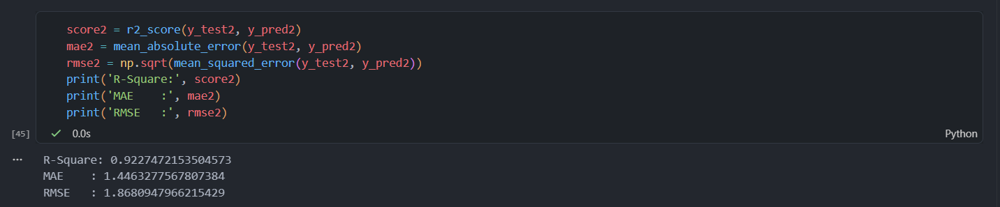 score2 = r2_score(y_test2, y_pred2)
mae2 = mean_absolute_error(y_test2, y_pred2)
rmse2 = np.sqrt(mean_squared_error(y_test2, y_pred2))
print('R-Square:', score2)
print('MAE    :', mae2)
print('RMSE   :', rmse2)
[45] ✓ 0.0s Python
... R-Square: 0.9227472153504573
MAE    : 1.4463277567807384
RMSE   : 1.8680947966215429